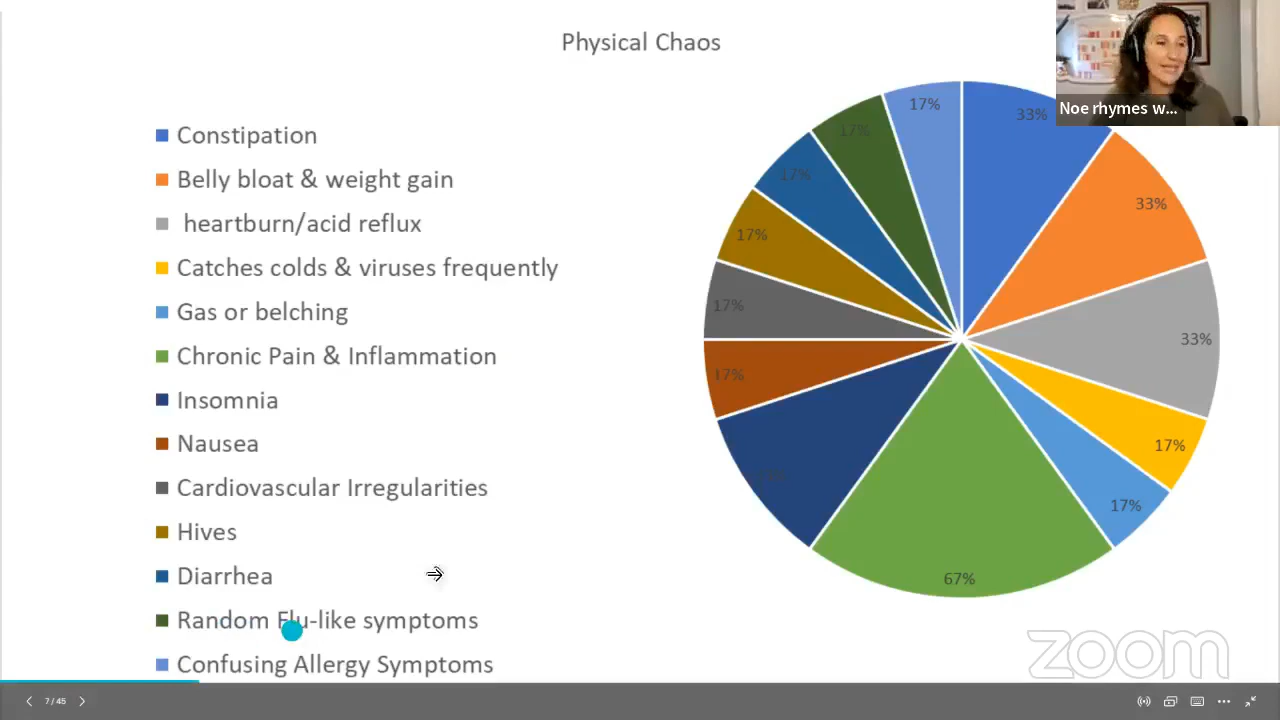 Physical Chaos
Noe rhymes w...
Constipation
Belly bloat & weight gain
heartburn/acid reflux
Catches colds & viruses frequently
Gas or belching
Chronic Pain & Inflammation
Insomnia
Nausea
Cardiovascular Irregularities
Hives
Diarrhea
Random Flu-like symptoms
Confusing Allergy Symptoms
33%
33%
33%
17%
17%
67%
17%
17%
17%
17%
17%
17%
zoom
7 / 45